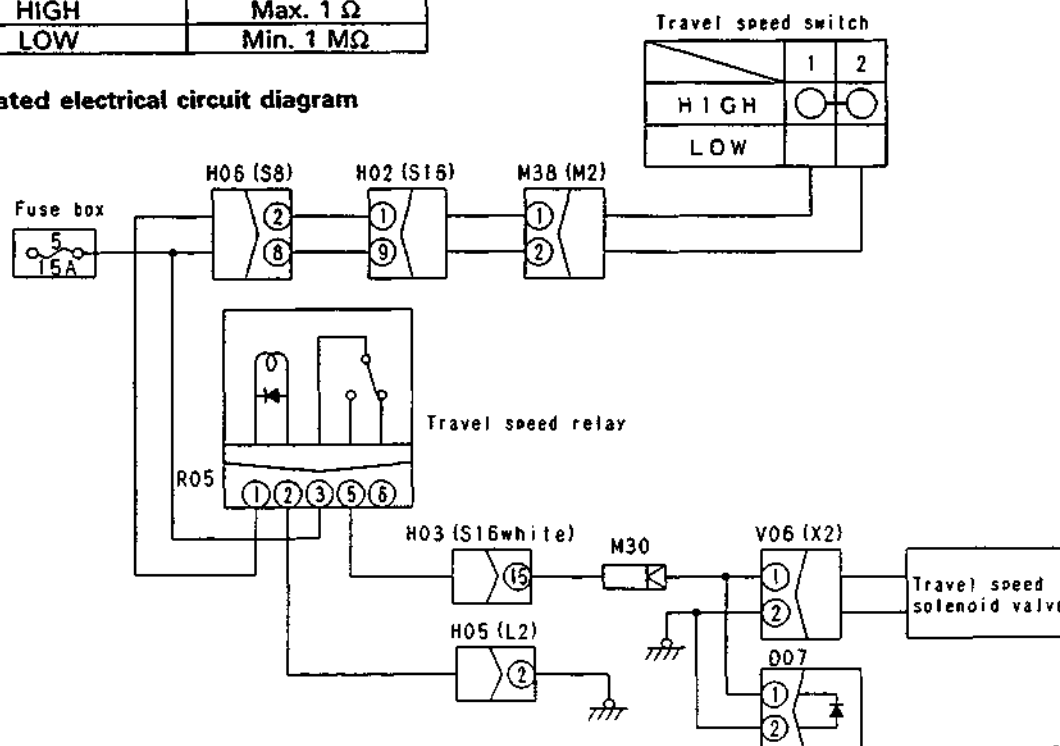 HIGH Max. 1 Ω
LOW Min. 1 MΩ
ated electrical circuit diagram
Travel speed switch
1 2
HIGH
LOW
H06 (S8) H02 (S16) M38 (M2)
Fuse box
5
15A
2 1 1
8 9 2
Travel speed relay
R05
1 2 3 5 6
H03 (S16white) M30 V06 (X2)
15 1
2
Travel speed
solenoid valve
H05 (L2)
2
D07
1
2